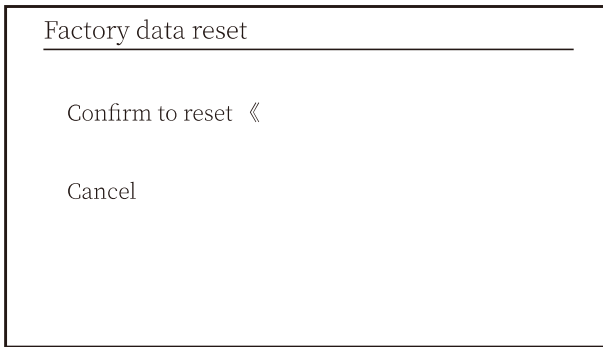 Factory data reset
Confirm to reset 《
Cancel